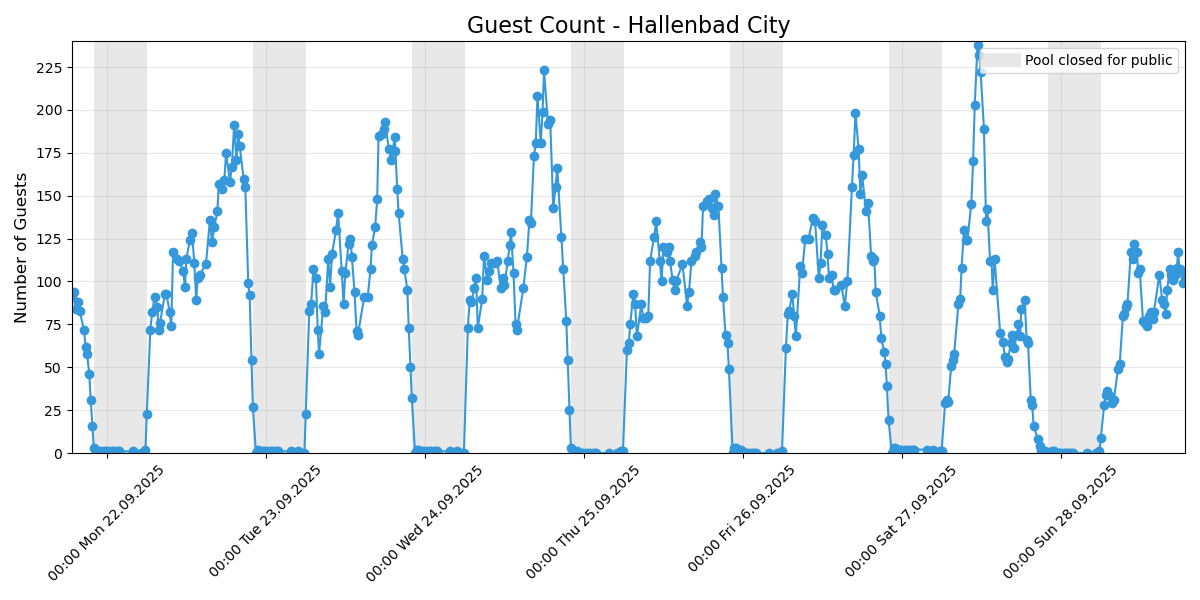 Guest Count - Hallenbad City
Pool closed for public
Number of Guests
225
200
175
150
125
100
75
50
25
0
00:00 Mon 22.09.2025
00:00 Tue 23.09.2025
00:00 Wed 24.09.2025
00:00 Thu 25.09.2025
00:00 Fri 26.09.2025
00:00 Sat 27.09.2025
00:00 Sun 28.09.2025